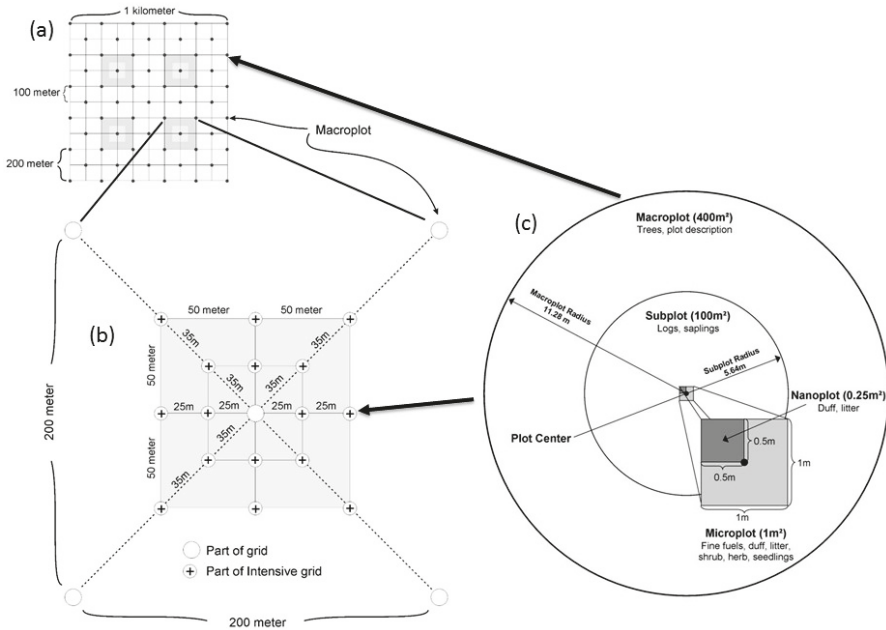 (a)
1 kilometer
100 meter
200 meter
Macroplot
(b)
50 meter
50 meter
50 meter
50 meter
35m
35m
35m
35m
25m
25m
25m
25m
35m
35m
200 meter
200 meter
Part of grid
Part of Intensive grid
(c)
Macroplot (400m²)
Trees, plot description
Macroplot Radius
11.28 m
Subplot (100m²)
Logs, saplings
Subplot Radius
5.64m
Nanoplot (0.25m²)
Duff, litter
Plot Center
0.5m
0.5m
1m
1m
Microplot (1m²)
Fine fuels, duff, litter,
shrub, herb, seedlings